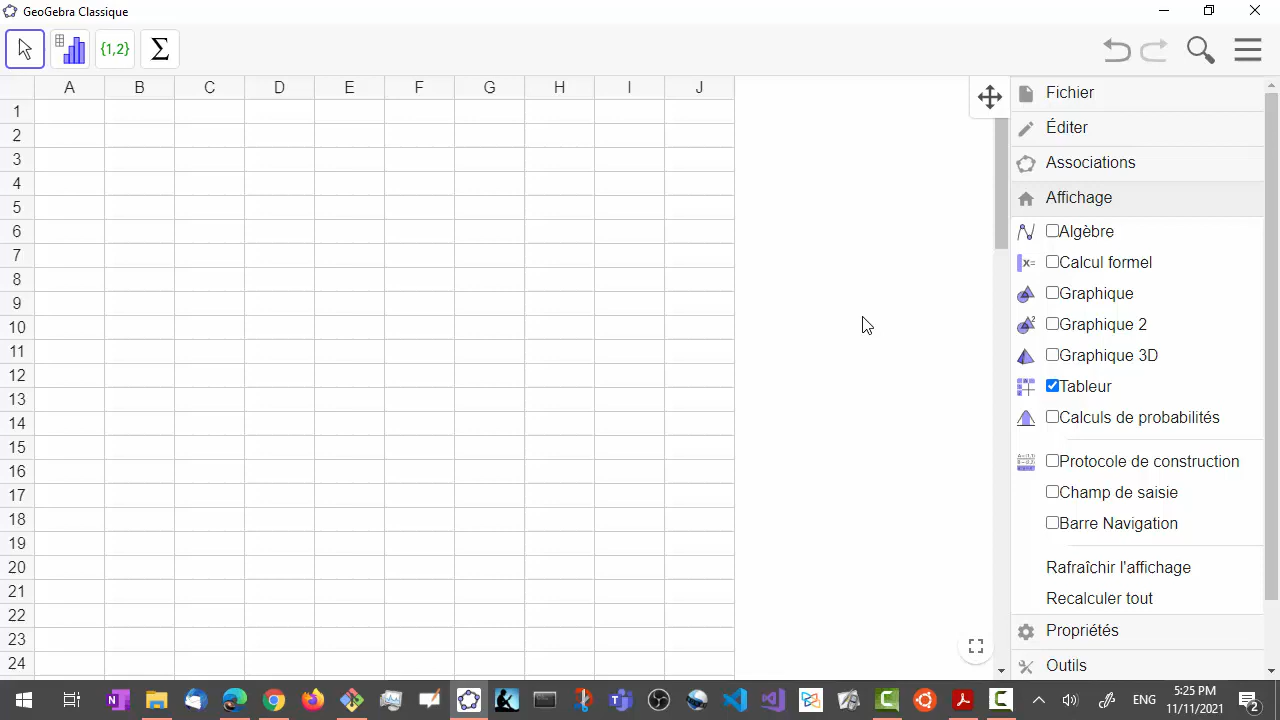 GeoGebra Classique
{1,2}
Σ
A B C D E F G H I J
1
2
3
4
5
6
7
8
9
10
11
12
13
14
15
16
17
18
19
20
21
22
23
24
Fichier
Éditer
Associations
Affichage
Algèbre
x= Calcul formel
Graphique
2 Graphique 2
Graphique 3D
Tableur
Calculs de probabilités
Protocole de construction
Champ de saisie
Barre Navigation
Rafraîchir l'affichage
Recalculer tout
Propriétés
Outils
ENG
5:25 PM
11/11/2021
2